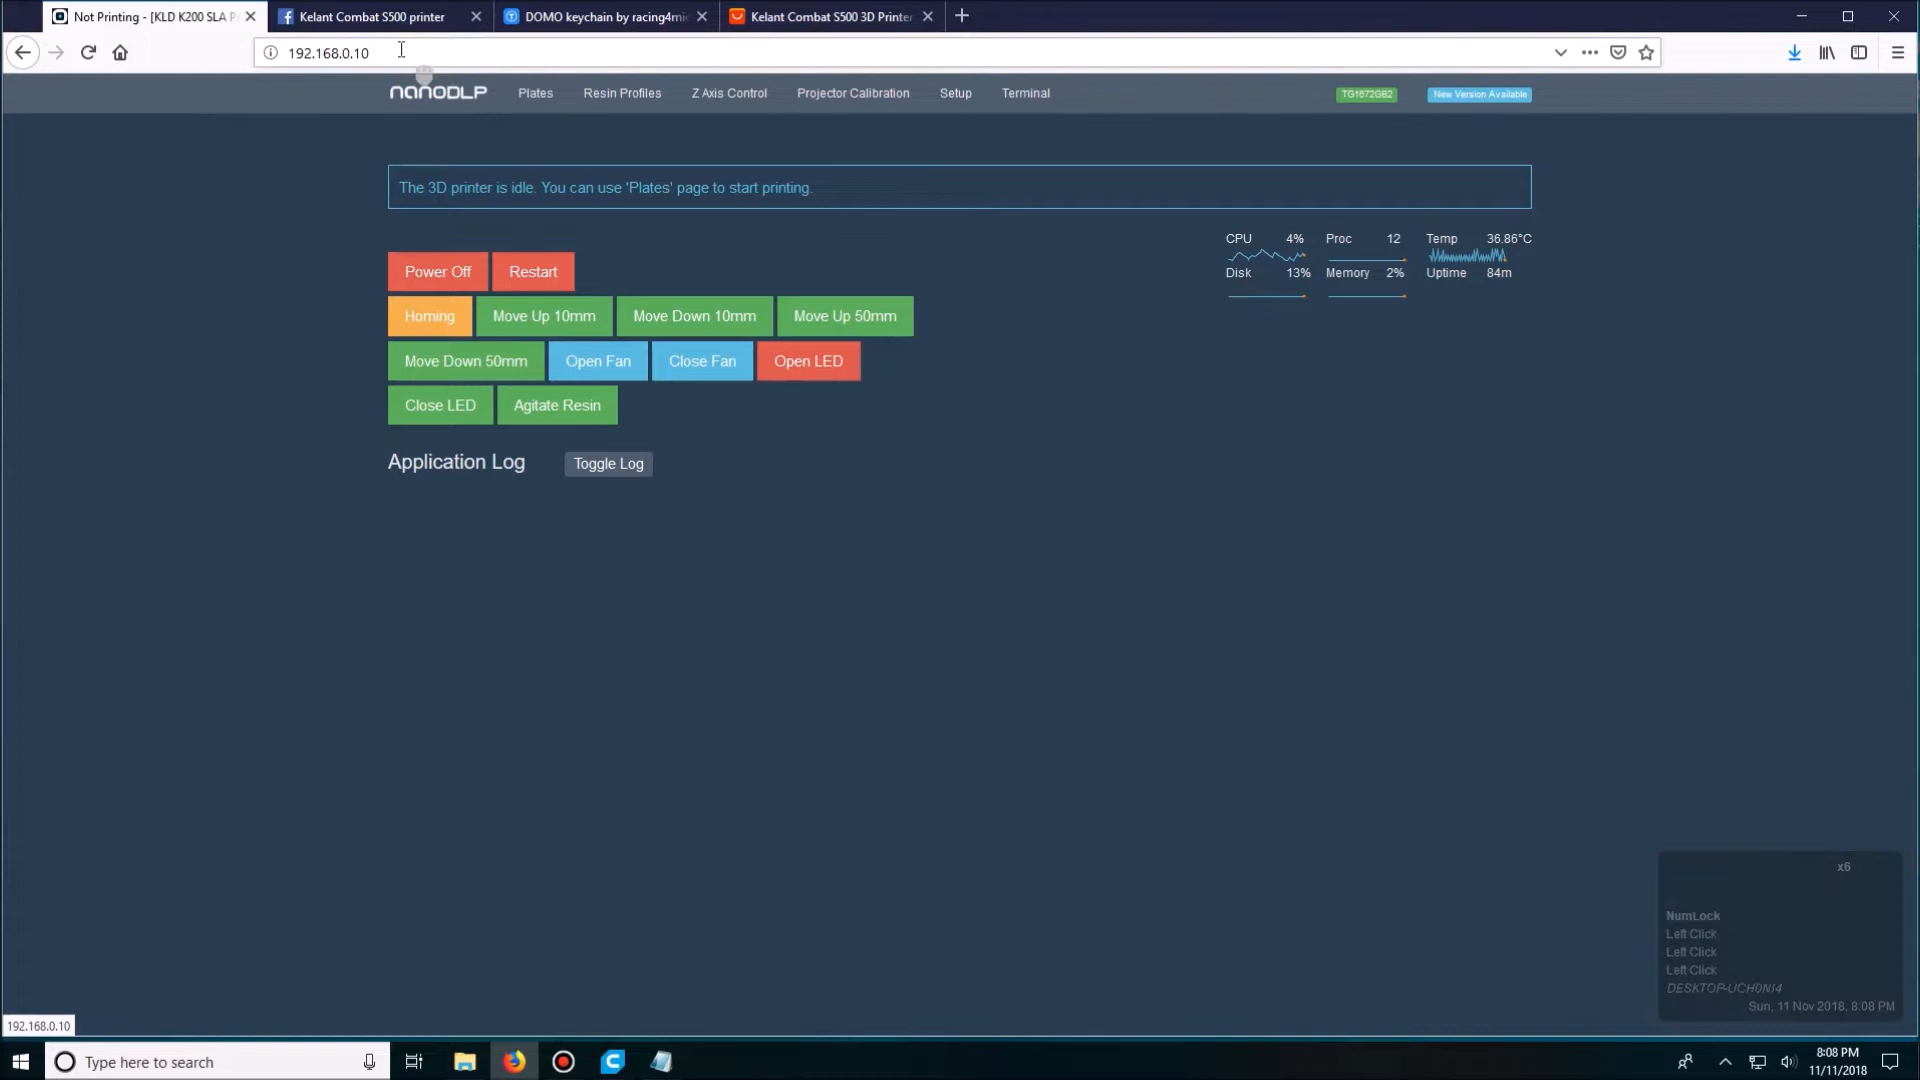 Not Printing - [KLD K200 SLA P
Kelant Combat S500 printer
DOMO keychain by racing4mi
Kelant Combat S500 3D Printer
192.168.0.10
nanoDLP
Plates
Resin Profiles
Z Axis Control
Projector Calibration
Setup
Terminal
TG1672GB2
New Version Available
The 3D printer is idle. You can use 'Plates' page to start printing.
CPU 4% Proc 12 Temp 36.86°C
Disk 13% Memory 2% Uptime 84m
Power Off Restart
Homing Move Up 10mm Move Down 10mm Move Up 50mm
Move Down 50mm Open Fan Close Fan Open LED
Close LED Agitate Resin
Application Log Toggle Log
x6
NumLock
Left Click
Left Click
Left Click
DESKTOP-UCH0NI4
Sun, 11 Nov 2018, 8:08 PM
192.168.0.10
Type here to search
8:08 PM
11/11/2018